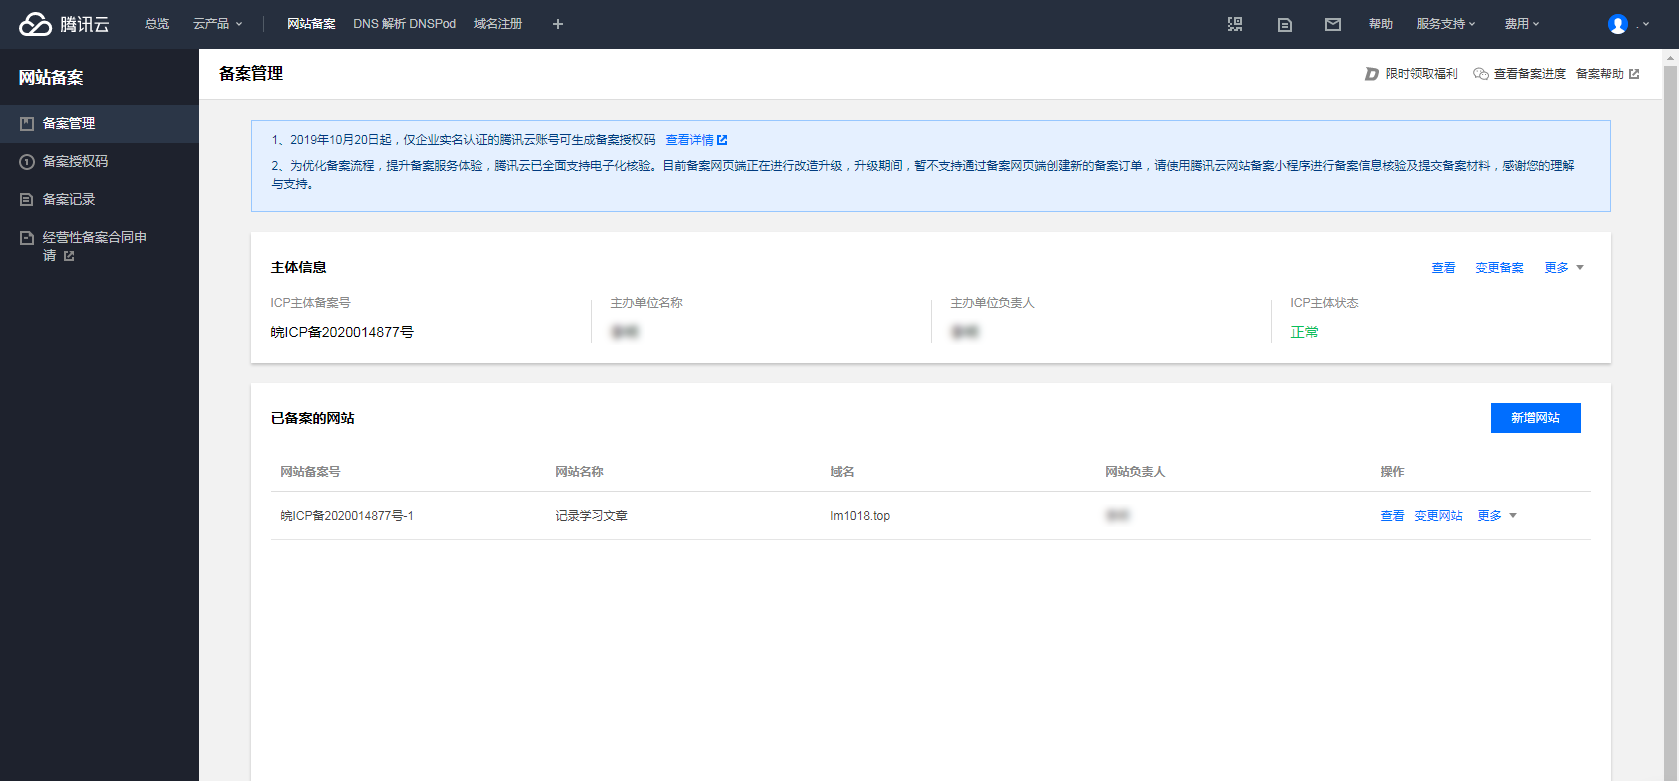 腾讯云
总览
云产品
网站备案
DNS 解析 DNSPod
域名注册
帮助
服务支持
费用
网站备案
备案管理
备案授权码
备案记录
经营性备案合同申
请
备案管理
限时领取福利
查看备案进度
备案帮助
1、2019年10月20日起，仅企业实名认证的腾讯云账号可生成备案授权码 查看详情
2、为优化备案流程，提升备案服务体验，腾讯云已全面支持电子化核验。目前备案网页端正在进行改造升级，升级期间，暂不支持通过备案网页端创建新的备案订单，请使用腾讯云网站备案小程序进行备案信息核验及提交备案材料，感谢您的理解
与支持。
主体信息
查看 变更备案 更多
ICP主体备案号 主办单位名称 主办单位负责人 ICP主体状态
皖ICP备2020014877号 正常
已备案的网站
新增网站
网站备案号 网站名称 域名 网站负责人 操作
皖ICP备2020014877号-1 记录学习文章 lm1018.top 查看 变更网站 更多